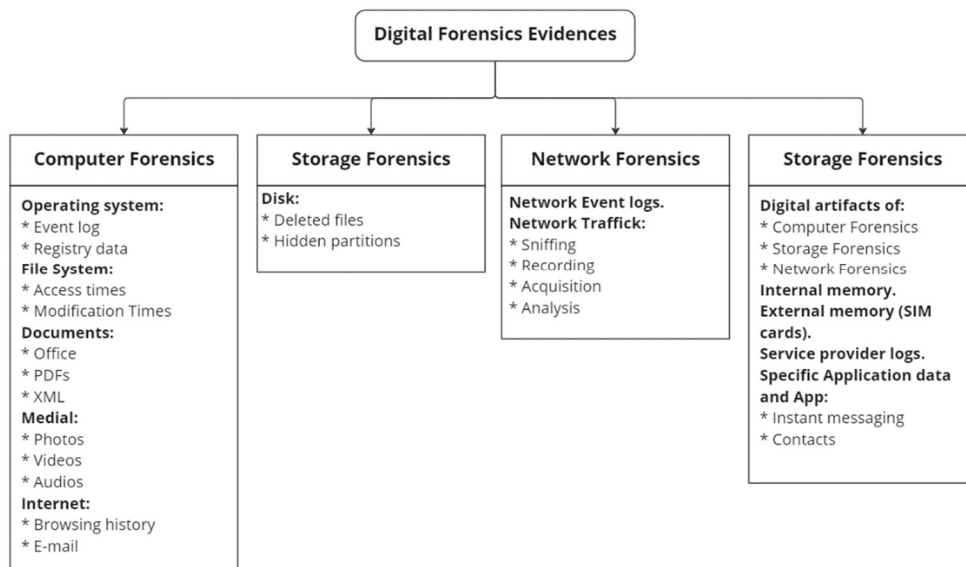 Digital Forensics Evidences
Computer Forensics
Operating system:
* Event log
* Registry data
File System:
* Access times
* Modification Times
Documents:
* Office
* PDFs
* XML
Medial:
* Photos
* Videos
* Audios
Internet:
* Browsing history
* E-mail
Storage Forensics
Disk:
* Deleted files
* Hidden partitions
Network Forensics
Network Event logs.
Network Traffick:
* Sniffing
* Recording
* Acquisition
* Analysis
Storage Forensics
Digital artifacts of:
* Computer Forensics
* Storage Forensics
* Network Forensics
Internal memory.
External memory (SIM
cards).
Service provider logs.
Specific Application data
and App:
* Instant messaging
* Contacts